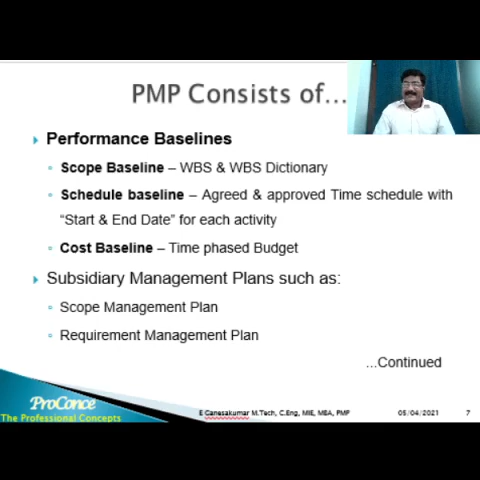 PMP Consists of...
Performance Baselines
Scope Baseline – WBS & WBS Dictionary
Schedule baseline – Agreed & approved Time schedule with
“Start & End Date” for each activity
Cost Baseline – Time phased Budget
Subsidiary Management Plans such as:
Scope Management Plan
Requirement Management Plan
...Continued
ProConce
The Professional Concepts
E Ganesakumar M.Tech, C.Eng, MIE, MBA, PMP
05/04/2021
7